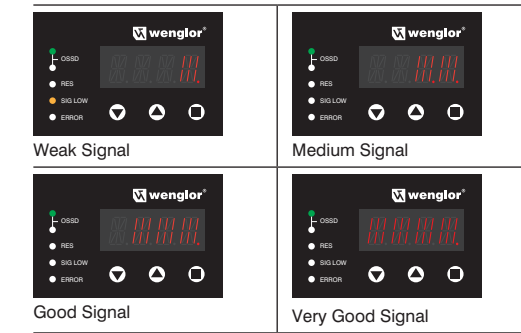 wenglor®
OSSD
RES
SIG LOW
ERROR
Weak Signal
wenglor®
OSSD
RES
SIG LOW
ERROR
Medium Signal
wenglor®
OSSD
RES
SIG LOW
ERROR
Good Signal
wenglor®
OSSD
RES
SIG LOW
ERROR
Very Good Signal